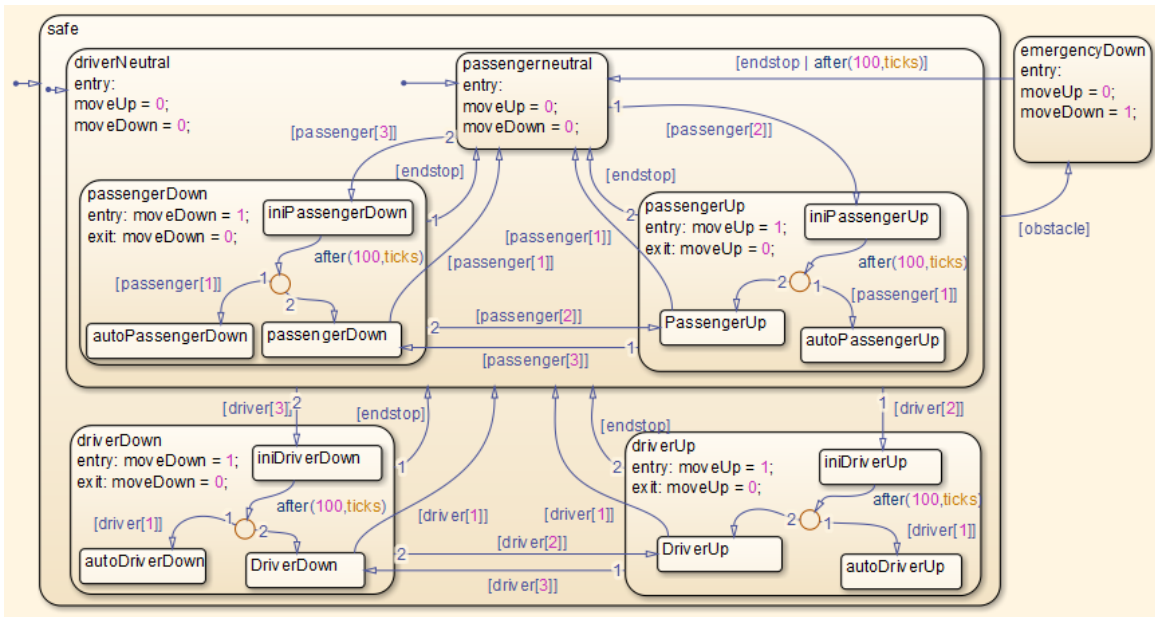 safe
driverNeutral
entry:
moveUp = 0;
moveDown = 0;
passengerneutral
entry:
moveUp = 0;
moveDown = 0;
[endstop | after(100,ticks)]
emergencyDown
entry:
moveUp = 0;
moveDown = 1;
1
[passenger[2]]
[passenger[3]]
2
[endstop]
[endstop]
[obstacle]
passengerDown
entry: moveDown = 1;
exit: moveDown = 0;
iniPassengerDown
1
after(100,ticks)
[passenger[1]]
1
2
autoPassengerDown
passengerDown
[passenger[1]]
[passenger[1]]
2
passengerUp
entry: moveUp = 1;
exit: moveUp = 0;
iniPassengerUp
after(100,ticks)
2
1
[passenger[1]]
PassengerUp
autoPassengerUp
2
[passenger[2]]
1
[passenger[3]]
[driver[3]]
2
[endstop]
[endstop]
1
[driver[2]]
driverDown
entry: moveDown = 1;
exit: moveDown = 0;
iniDriverDown
1
after(100,ticks)
[driver[1]]
1
2
autoDriverDown
DriverDown
[driver[1]]
[driver[1]]
2
driverUp
entry: moveUp = 1;
exit: moveUp = 0;
iniDriverUp
after(100,ticks)
2
1
[driver[1]]
DriverUp
autoDriverUp
2
[driver[2]]
1
[driver[3]]